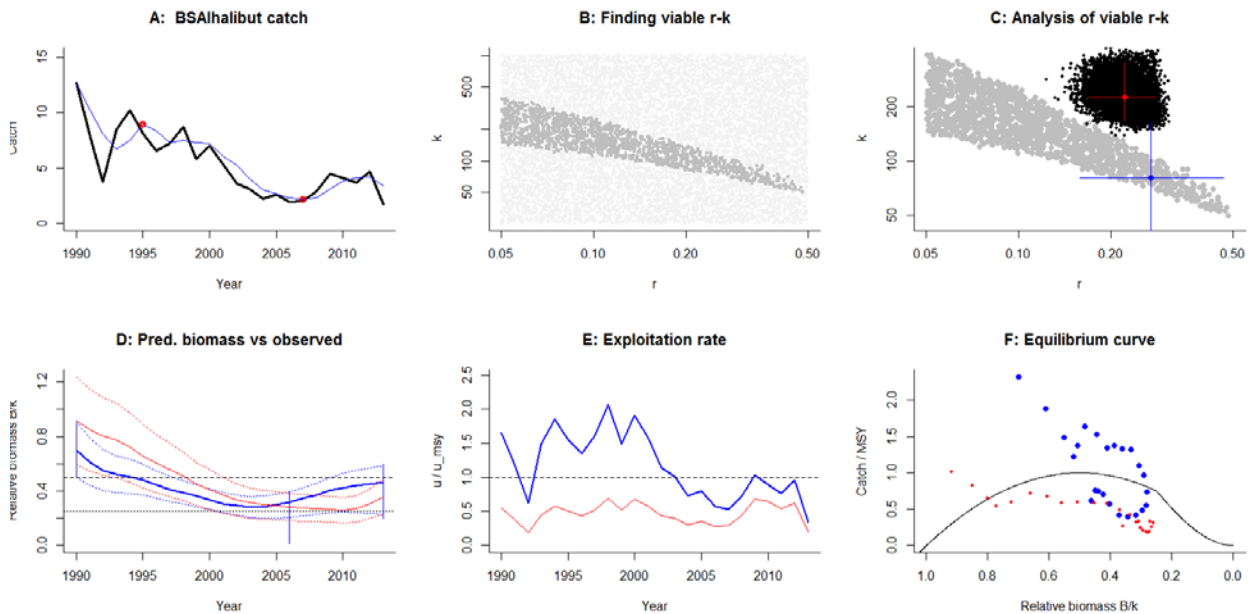 A: BSAIhalibut catch
Catch
15
10
5
0
1990 1995 2000 2005 2010
Year
B: Finding viable r-k
k
500
100
50
0.05 0.10 0.20 0.50
r
C: Analysis of viable r-k
k
200
100
50
0.05 0.10 0.20 0.50
r
D: Pred. biomass vs observed
Relative biomass B/k
1.2
0.8
0.4
0.0
1990 1995 2000 2005 2010
Year
E: Exploitation rate
u / u_msy
2.5
2.0
1.5
1.0
0.5
0.0
1990 1995 2000 2005 2010
Year
F: Equilibrium curve
Catch / MSY
2.0
1.5
1.0
0.5
0.0
1.0 0.8 0.6 0.4 0.2 0.0
Relative biomass B/k